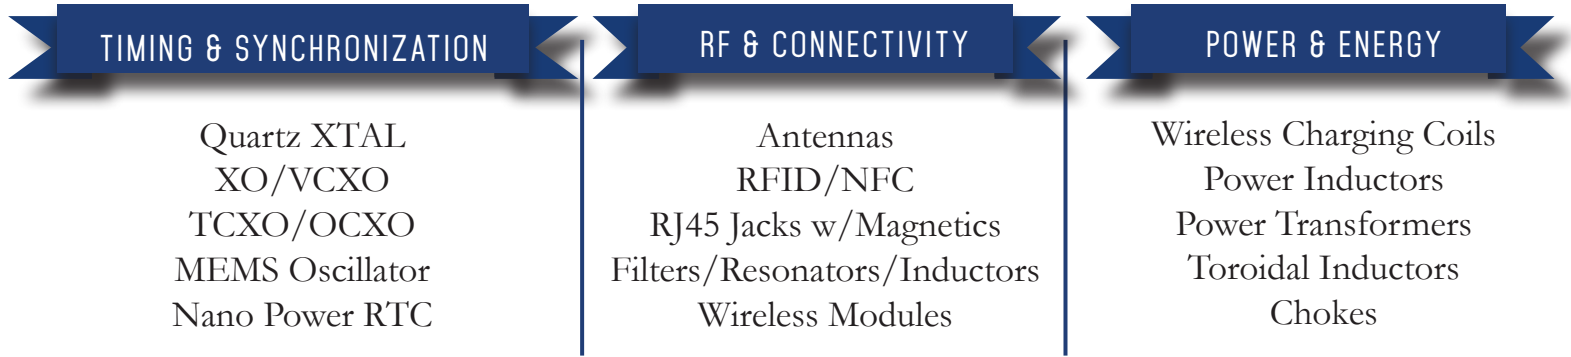 TIMING & SYNCHRONIZATION
Quartz XTAL
XO/VCXO
TCXO/OCXO
MEMS Oscillator
Nano Power RTC
RF & CONNECTIVITY
Antennas
RFID/NFC
RJ45 Jacks w/Magnetics
Filters/Resonators/Inductors
Wireless Modules
POWER & ENERGY
Wireless Charging Coils
Power Inductors
Power Transformers
Toroidal Inductors
Chokes